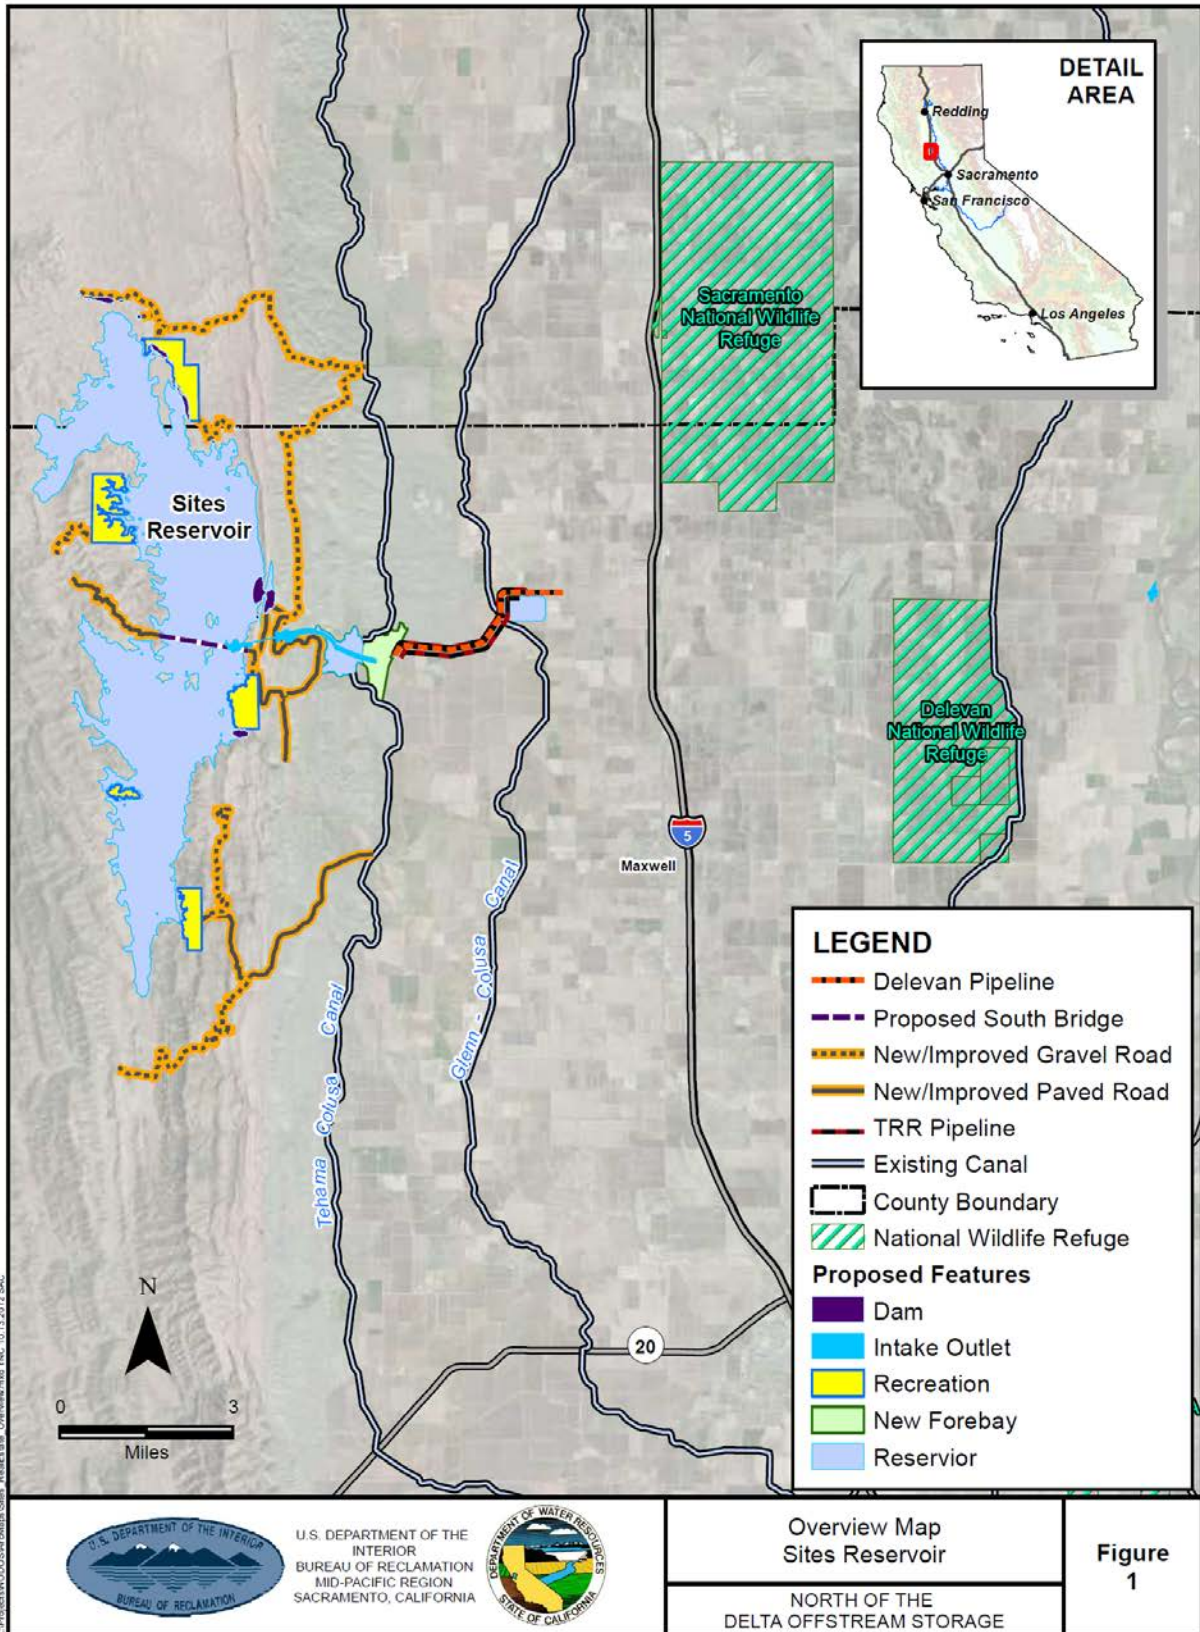 DETAIL
AREA
Redding
Sacramento
San Francisco
Los Angeles
Sacramento
National Wildlife
Refuge
Sites
Reservoir
Delevan
National Wildlife
Refuge
5
Maxwell
Glenn - Colusa Canal
Tehama Colusa Canal
20
N
0 3
Miles
LEGEND
Delevan Pipeline
Proposed South Bridge
New/Improved Gravel Road
New/Improved Paved Road
TRR Pipeline
Existing Canal
County Boundary
National Wildlife Refuge
Proposed Features
Dam
Intake Outlet
Recreation
New Forebay
Reservior
U.S. DEPARTMENT OF THE INTERIOR
BUREAU OF RECLAMATION
U.S. DEPARTMENT OF THE
INTERIOR
BUREAU OF RECLAMATION
MID-PACIFIC REGION
SACRAMENTO, CALIFORNIA
DEPARTMENT OF WATER RESOURCES
STATE OF CALIFORNIA
Overview Map
Sites Reservoir
NORTH OF THE
DELTA OFFSTREAM STORAGE
Figure
1